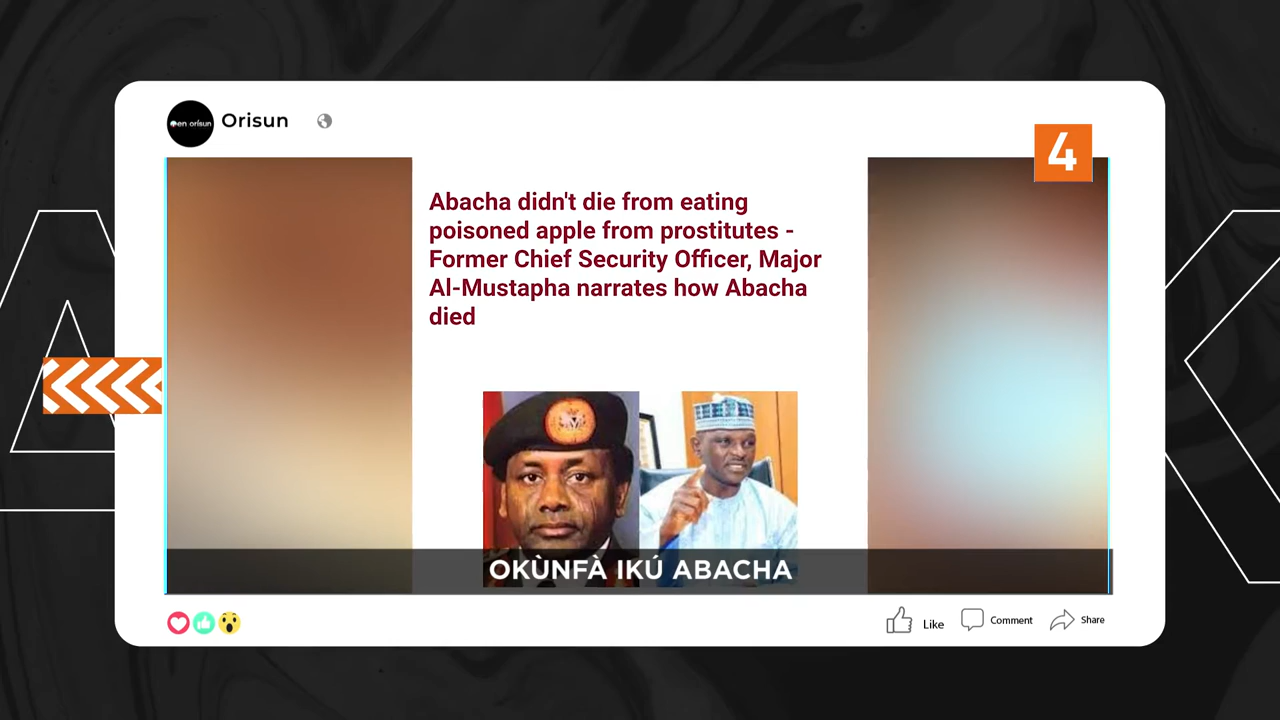 en orísun
Orisun
4
Abacha didn't die from eating
poisoned apple from prostitutes -
Former Chief Security Officer, Major
Al-Mustapha narrates how Abacha
died
OKÙNFÀ IKÚ ABACHA
Like
Comment
Share